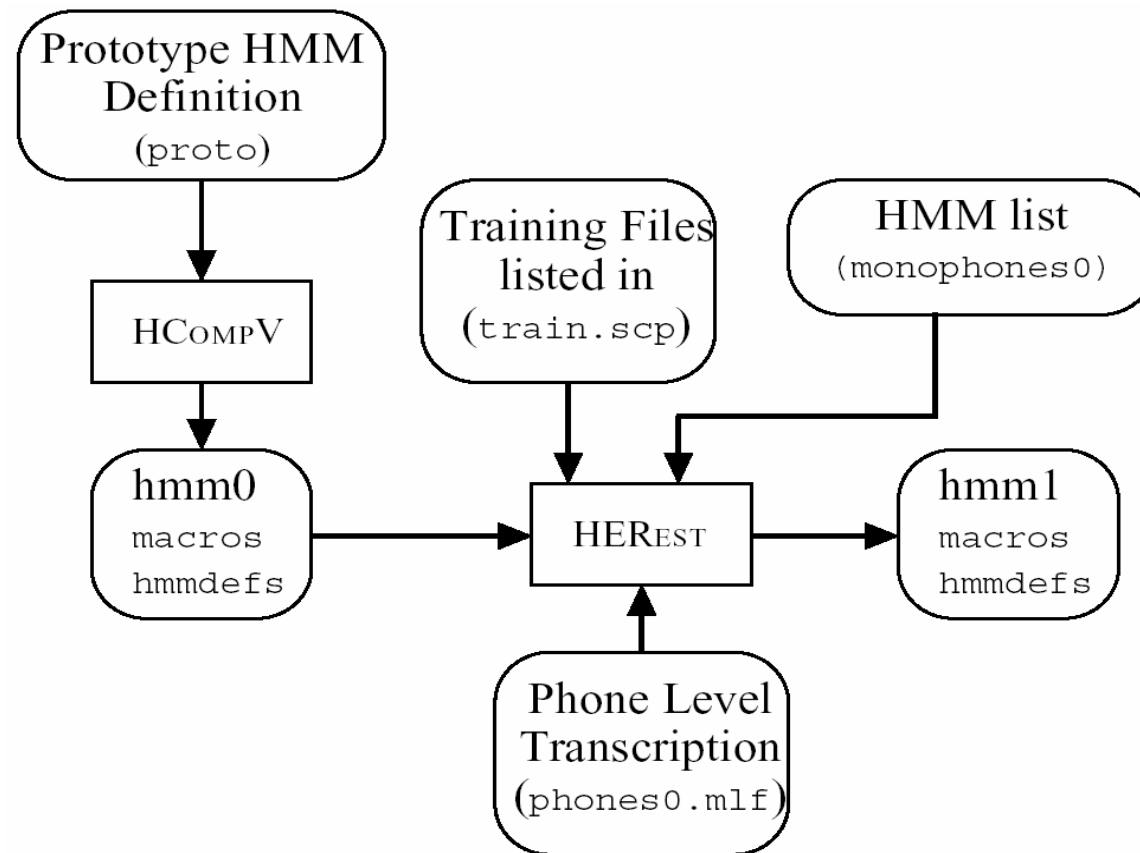 Prototype HMM
Definition
(proto)
Training Files
listed in
(train.scp)
HMM list
(monophones0)
HCOMPV
hmm0
macros
hmmdefs
HEREST
hmm1
macros
hmmdefs
Phone Level
Transcription
(phones0.mlf)